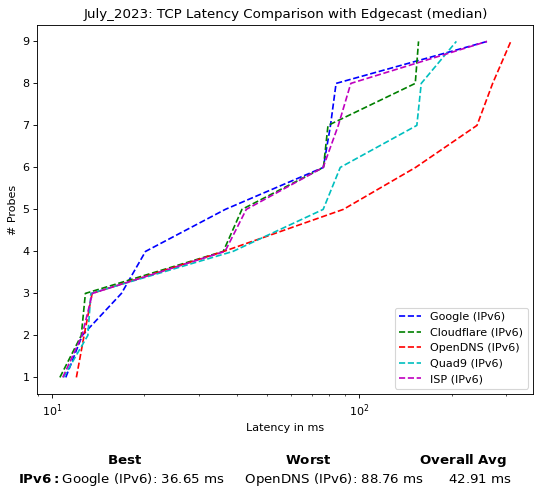 July_2023: TCP Latency Comparison with Edgecast (median)
9
8
7
6
5
4
3
2
1
# Probes
Google (IPv6)
Cloudflare (IPv6)
OpenDNS (IPv6)
Quad9 (IPv6)
ISP (IPv6)
10¹ 10²
Latency in ms
Best Worst Overall Avg
IPv6: Google (IPv6): 36.65 ms OpenDNS (IPv6): 88.76 ms 42.91 ms